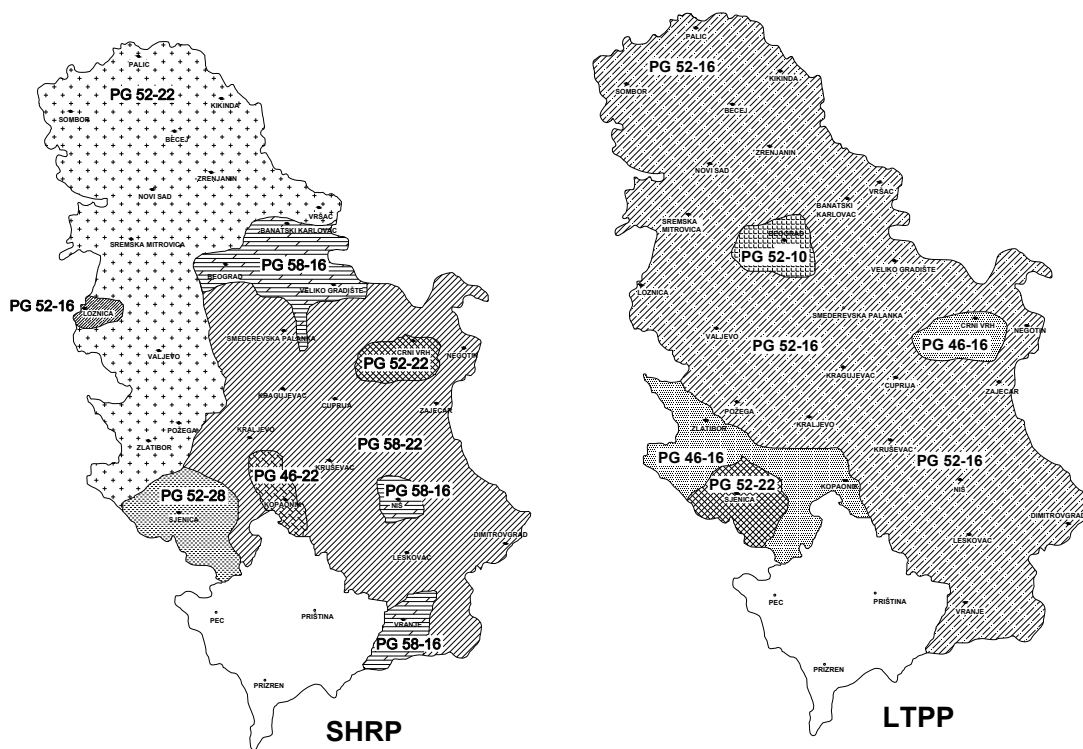 PALIC
PG 52-22
KIKINDA
SOMBOR
BECEJ
ZRENJANIN
NOVI SAD
VRŠAC
BANATSKI KARLOVAC
SREMSKA MITROVICA
PG 58-16
BEOGRAD
VELIKO GRADIŠTE
PG 52-16
LOZNICA
SMEDEREVSKA PALANKA
CRNI VRH
NEGOTIN
VALJEVO
PG 52-22
KRAGUJEVAC
CUPRIJA
ZAJECAR
POŽEGA
KRALJEVO
ZLATIBOR
PG 58-22
KRUŠEVAC
PG 46-22
PG 52-28
PG 58-16
KOPAONIK
NIŠ
SJENICA
DIMITROVGRAD
LESKOVAC
PEC
PRIŠTINA
VRANJE
PG 58-16
PRIZREN
SHRP
PALIC
PG 52-16
KIKINDA
SOMBOR
BECEJ
ZRENJANIN
NOVI SAD
VRŠAC
BANATSKI
KARLOVAC
SREMSKA
MITROVICA
BEOGRAD
PG 52-10
VELIKO GRADIŠTE
LOZNICA
SMEDEREVSKA PALANKA
CRNI VRH
NEGOTIN
VALJEVO
PG 52-16
PG 46-16
KRAGUJEVAC
CUPRIJA
ZAJECAR
POŽEGA
KRALJEVO
ZLATIBOR
KRUŠEVAC
PG 46-16
PG 52-16
PG 52-22
KOPAONIK
NIŠ
SJENICA
DIMITROVGRAD
LESKOVAC
PEC
PRIŠTINA
VRANJE
PRIZREN
LTPP